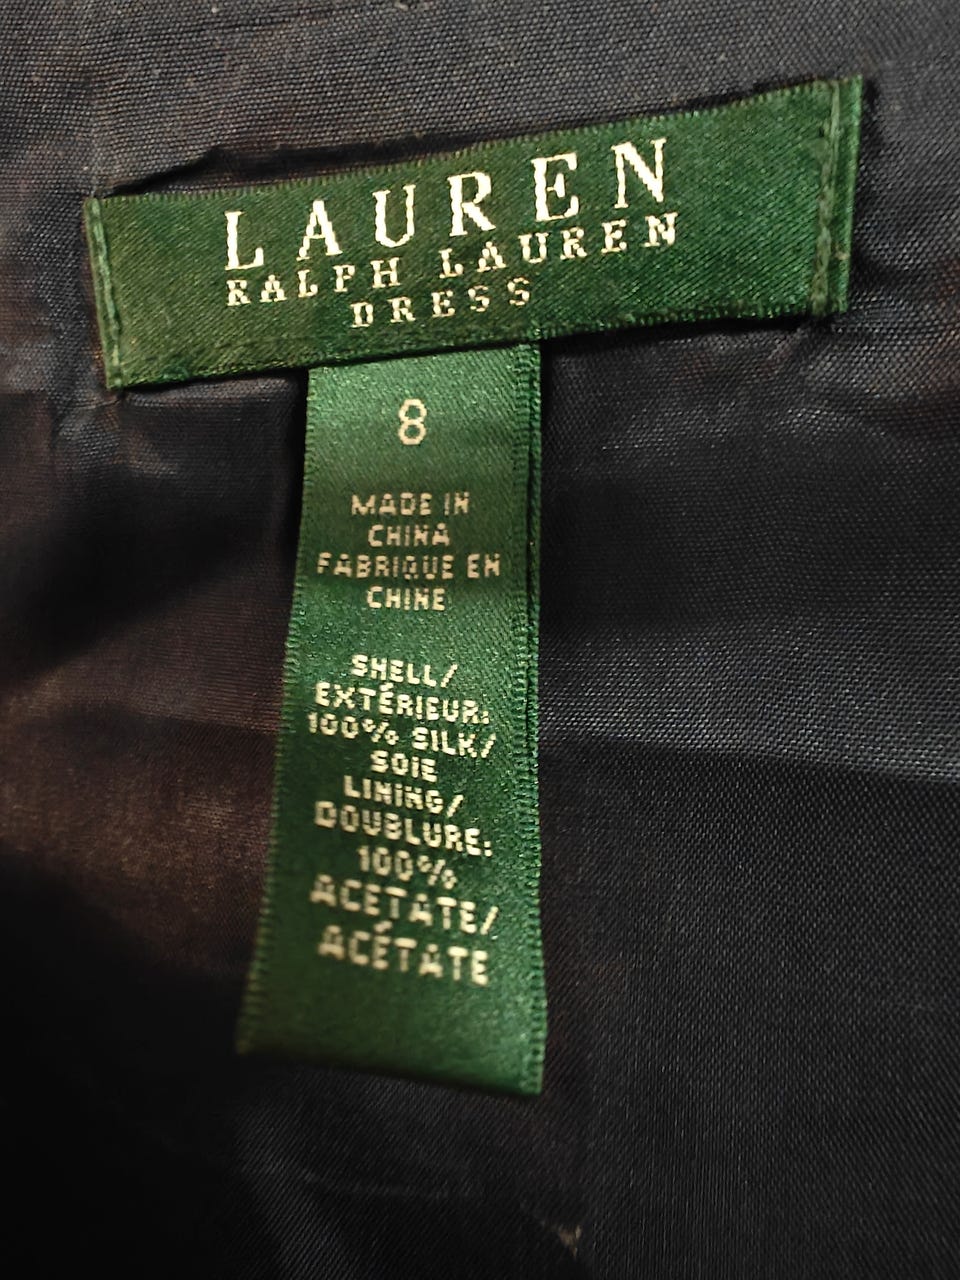 LAUREN
RALPH LAUREN
DRESS
8
MADE IN
CHINA
FABRIQUE EN
CHINE
SHELL/
EXTÉRIEUR:
100% SILK/
SOIE
LINING/
DOUBLURE:
100%
ACETATE/
ACÉTATE